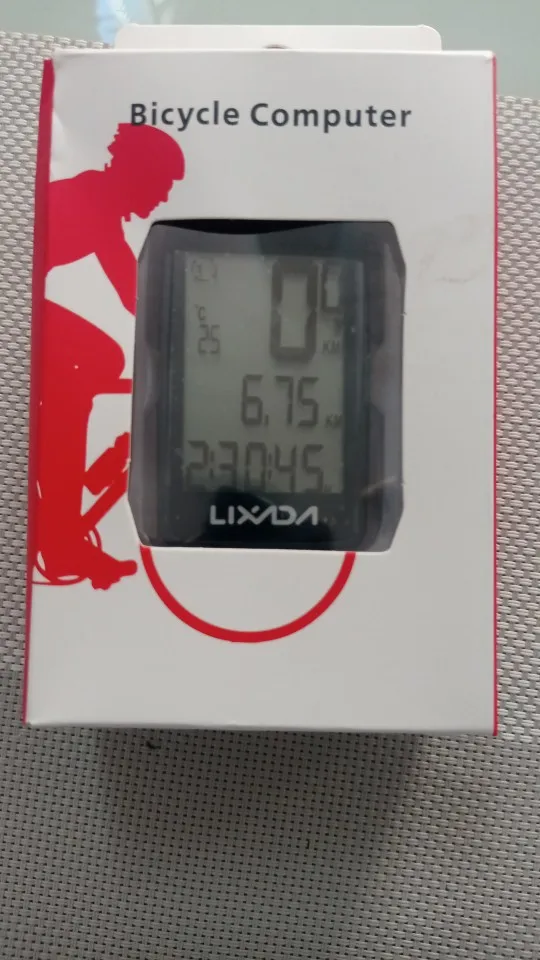 Bicycle Computer
0
°C
25
KM
6.75 KM
2:30:45
LIXADA